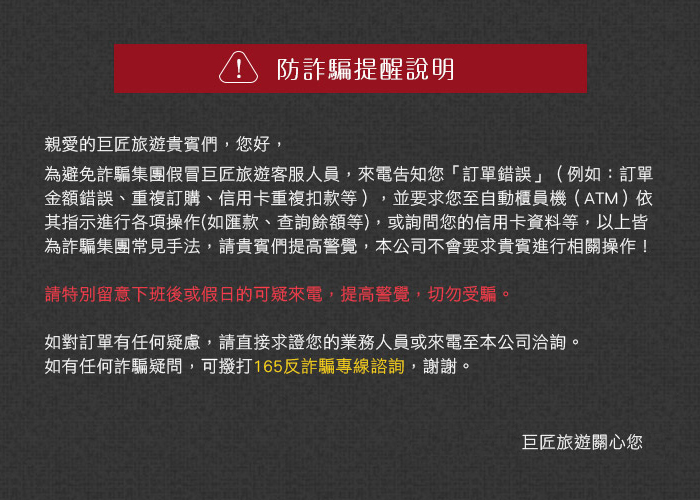 防詐騙提醒說明
親愛的巨匠旅遊貴賓們，您好，
為避免詐騙集團假冒巨匠旅遊客服人員，來電告知您「訂單錯誤」（例如：訂單
金額錯誤、重複訂購、信用卡重複扣款等），並要求您至自動櫃員機（ATM）依
其指示進行各項操作(如匯款、查詢餘額等)，或詢問您的信用卡資料等，以上皆
為詐騙集團常見手法，請貴賓們提高警覺，本公司不會要求貴賓進行相關操作！
請特別留意下班後或假日的可疑來電，提高警覺，切勿受騙。
如對訂單有任何疑慮，請直接求證您的業務人員或來電至本公司洽詢。
如有任何詐騙疑問，可撥打165反詐騙專線諮詢，謝謝。
巨匠旅遊關心您